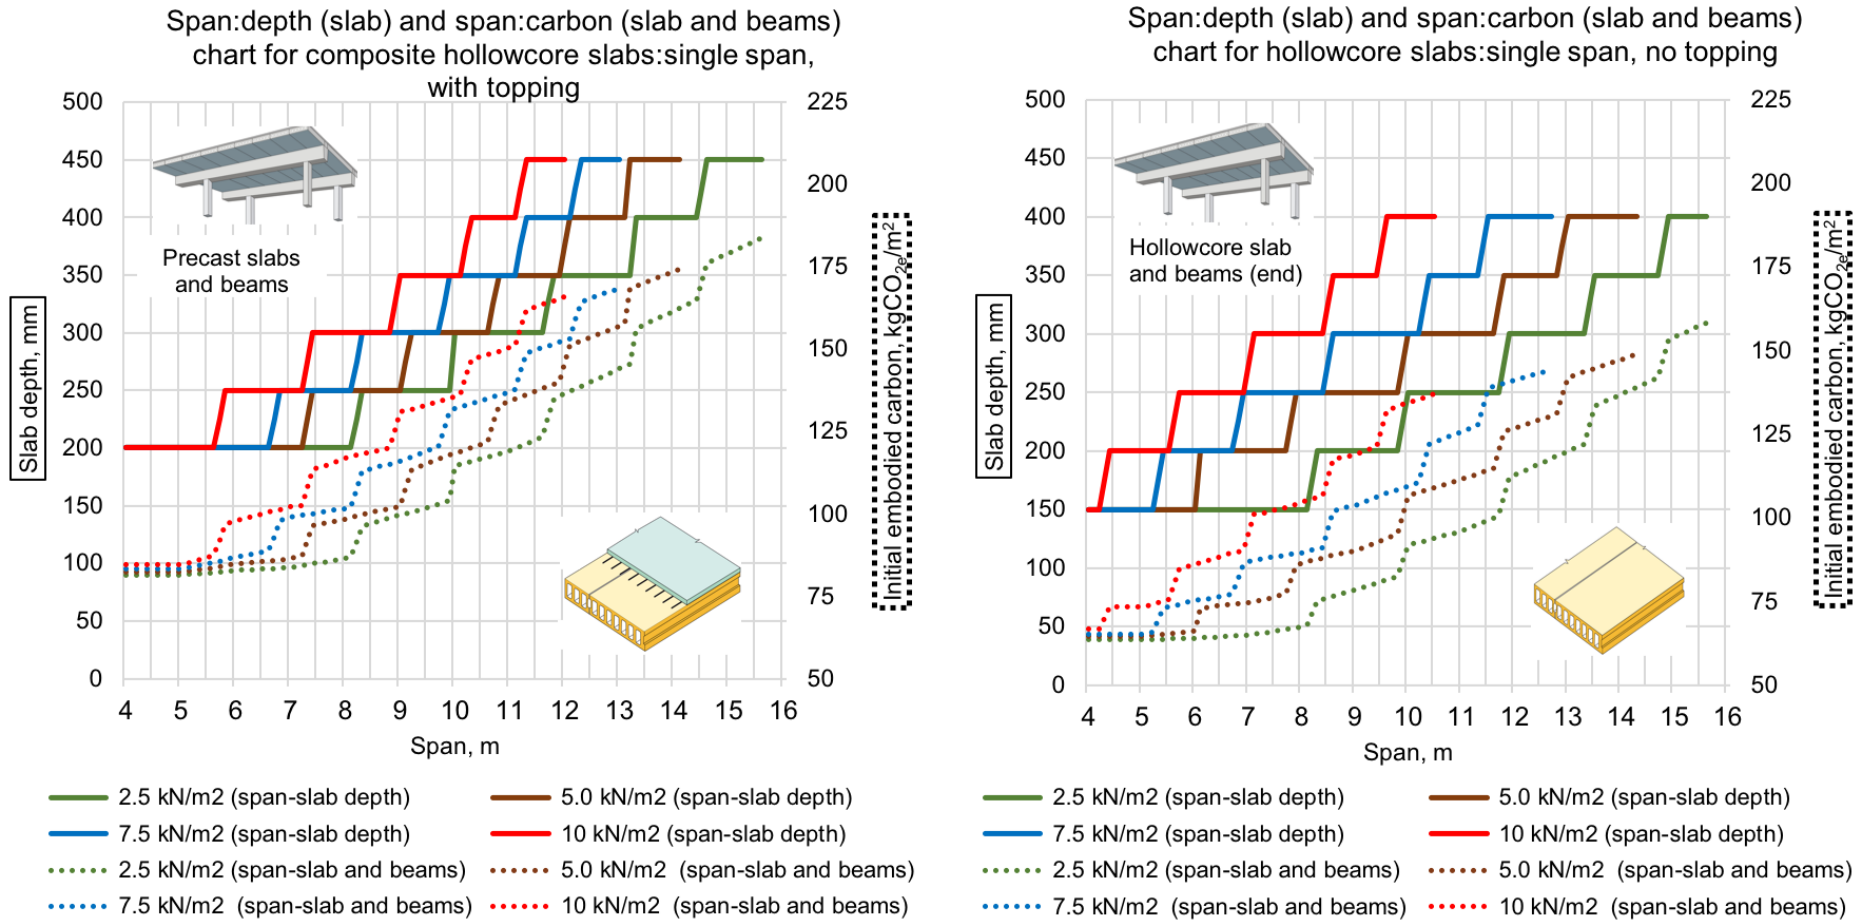 Span:depth (slab) and span:carbon (slab and beams)
chart for composite hollowcore slabs:single span,
with topping
500
450
400
350
300
250
200
150
100
50
0
225
200
175
150
125
100
75
50
4 5 6 7 8 9 10 11 12 13 14 15 16
Slab depth, mm
Initial embodied carbon, kgCO2e/m²
Span, m
Precast slabs
and beams
2.5 kN/m2 (span-slab depth)
5.0 kN/m2 (span-slab depth)
7.5 kN/m2 (span-slab depth)
10 kN/m2 (span-slab depth)
2.5 kN/m2 (span-slab and beams)
5.0 kN/m2 (span-slab and beams)
7.5 kN/m2 (span-slab and beams)
10 kN/m2 (span-slab and beams)
Span:depth (slab) and span:carbon (slab and beams)
chart for hollowcore slabs:single span, no topping
500
450
400
350
300
250
200
150
100
50
0
225
200
175
150
125
100
75
50
4 5 6 7 8 9 10 11 12 13 14 15 16
Slab depth, mm
Initial embodied carbon, kgCO2e/m²
Span, m
Hollowcore slab
and beams (end)
2.5 kN/m2 (span-slab depth)
5.0 kN/m2 (span-slab depth)
7.5 kN/m2 (span-slab depth)
10 kN/m2 (span-slab depth)
2.5 kN/m2 (span-slab and beams)
5.0 kN/m2 (span-slab and beams)
7.5 kN/m2 (span-slab and beams)
10 kN/m2 (span-slab and beams)